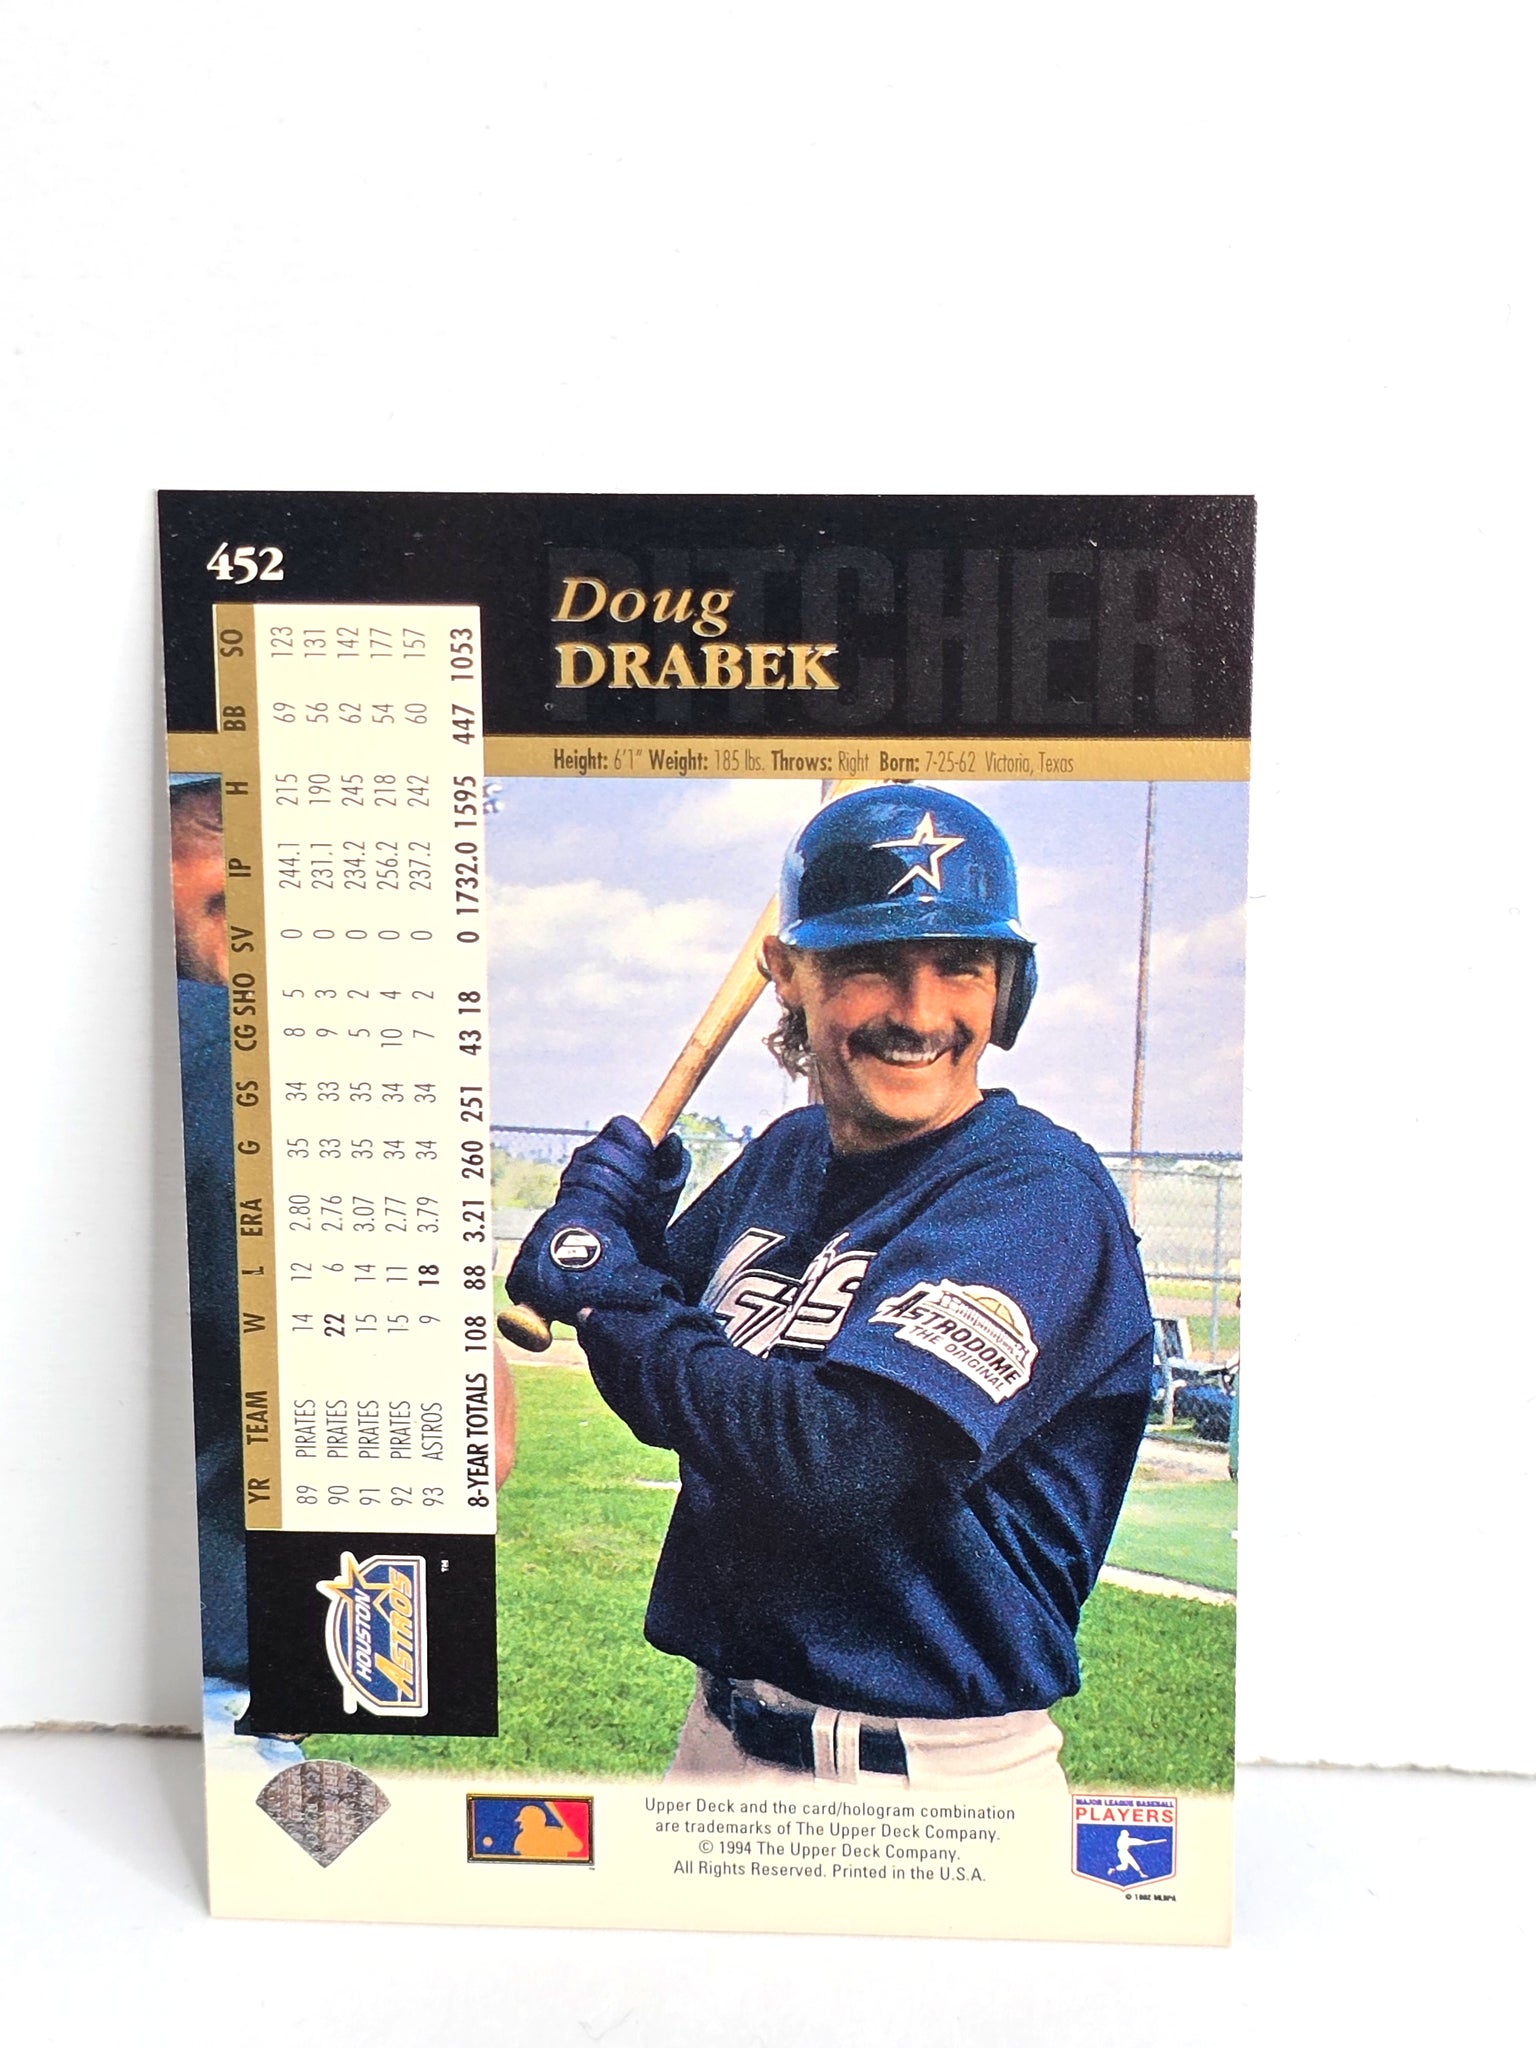 452
PITCHER
Doug
DRABEK
Height: 6'1" Weight: 185 lbs. Throws: Right Born: 7-25-62 Victoria, Texas
YR TEAM W L ERA G GS CG SHO SV IP H BB SO
89 PIRATES 14 12 2.80 35 34 8 5 0 244.1 215 69 123
90 PIRATES 22 6 2.76 33 33 9 3 0 231.1 190 56 131
91 PIRATES 15 14 3.07 35 35 5 2 0 234.2 245 62 142
92 PIRATES 15 11 2.77 34 34 10 4 0 256.2 218 54 177
93 ASTROS 9 18 3.79 34 34 7 2 0 237.2 242 60 157
8-YEAR TOTALS 108 88 3.21 260 251 43 18 0 1732.0 1595 447 1053
HOUSTON
ASTROS
TM
ASTRODOME
THE ORIGINAL
Upper Deck and the card/hologram combination
are trademarks of The Upper Deck Company.
© 1994 The Upper Deck Company.
All Rights Reserved. Printed in the U.S.A.
MAJOR LEAGUE BASEBALL
PLAYERS
© 1992 MLBPA